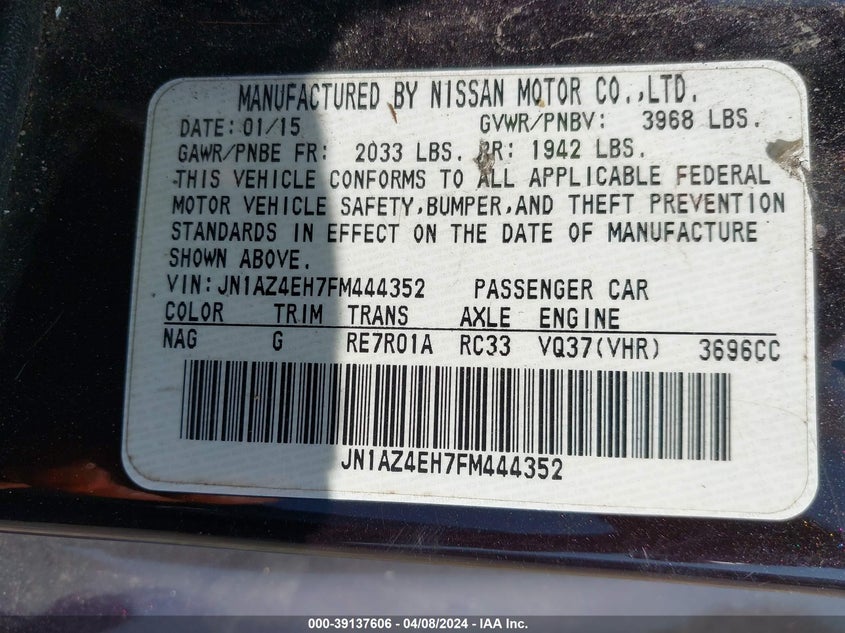 MANUFACTURED BY NISSAN MOTOR CO.,LTD.
DATE:01/15 GVWR/PNBV: 3968 LBS.
GAWR/PNBE FR: 2033 LBS. RR: 1942 LBS.
THIS VEHICLE CONFORMS TO ALL APPLICABLE FEDERAL
MOTOR VEHICLE SAFETY,BUMPER,AND THEFT PREVENTION
STANDARDS IN EFFECT ON THE DATE OF MANUFACTURE
SHOWN ABOVE.
VIN:JN1AZ4EH7FM444352 PASSENGER CAR
COLOR TRIM TRANS AXLE ENGINE
NAG G RE7R01A RC33 VQ37(VHR) 3696CC
JN1AZ4EH7FM444352
000-39137606 - 04/08/2024 - IAA Inc.